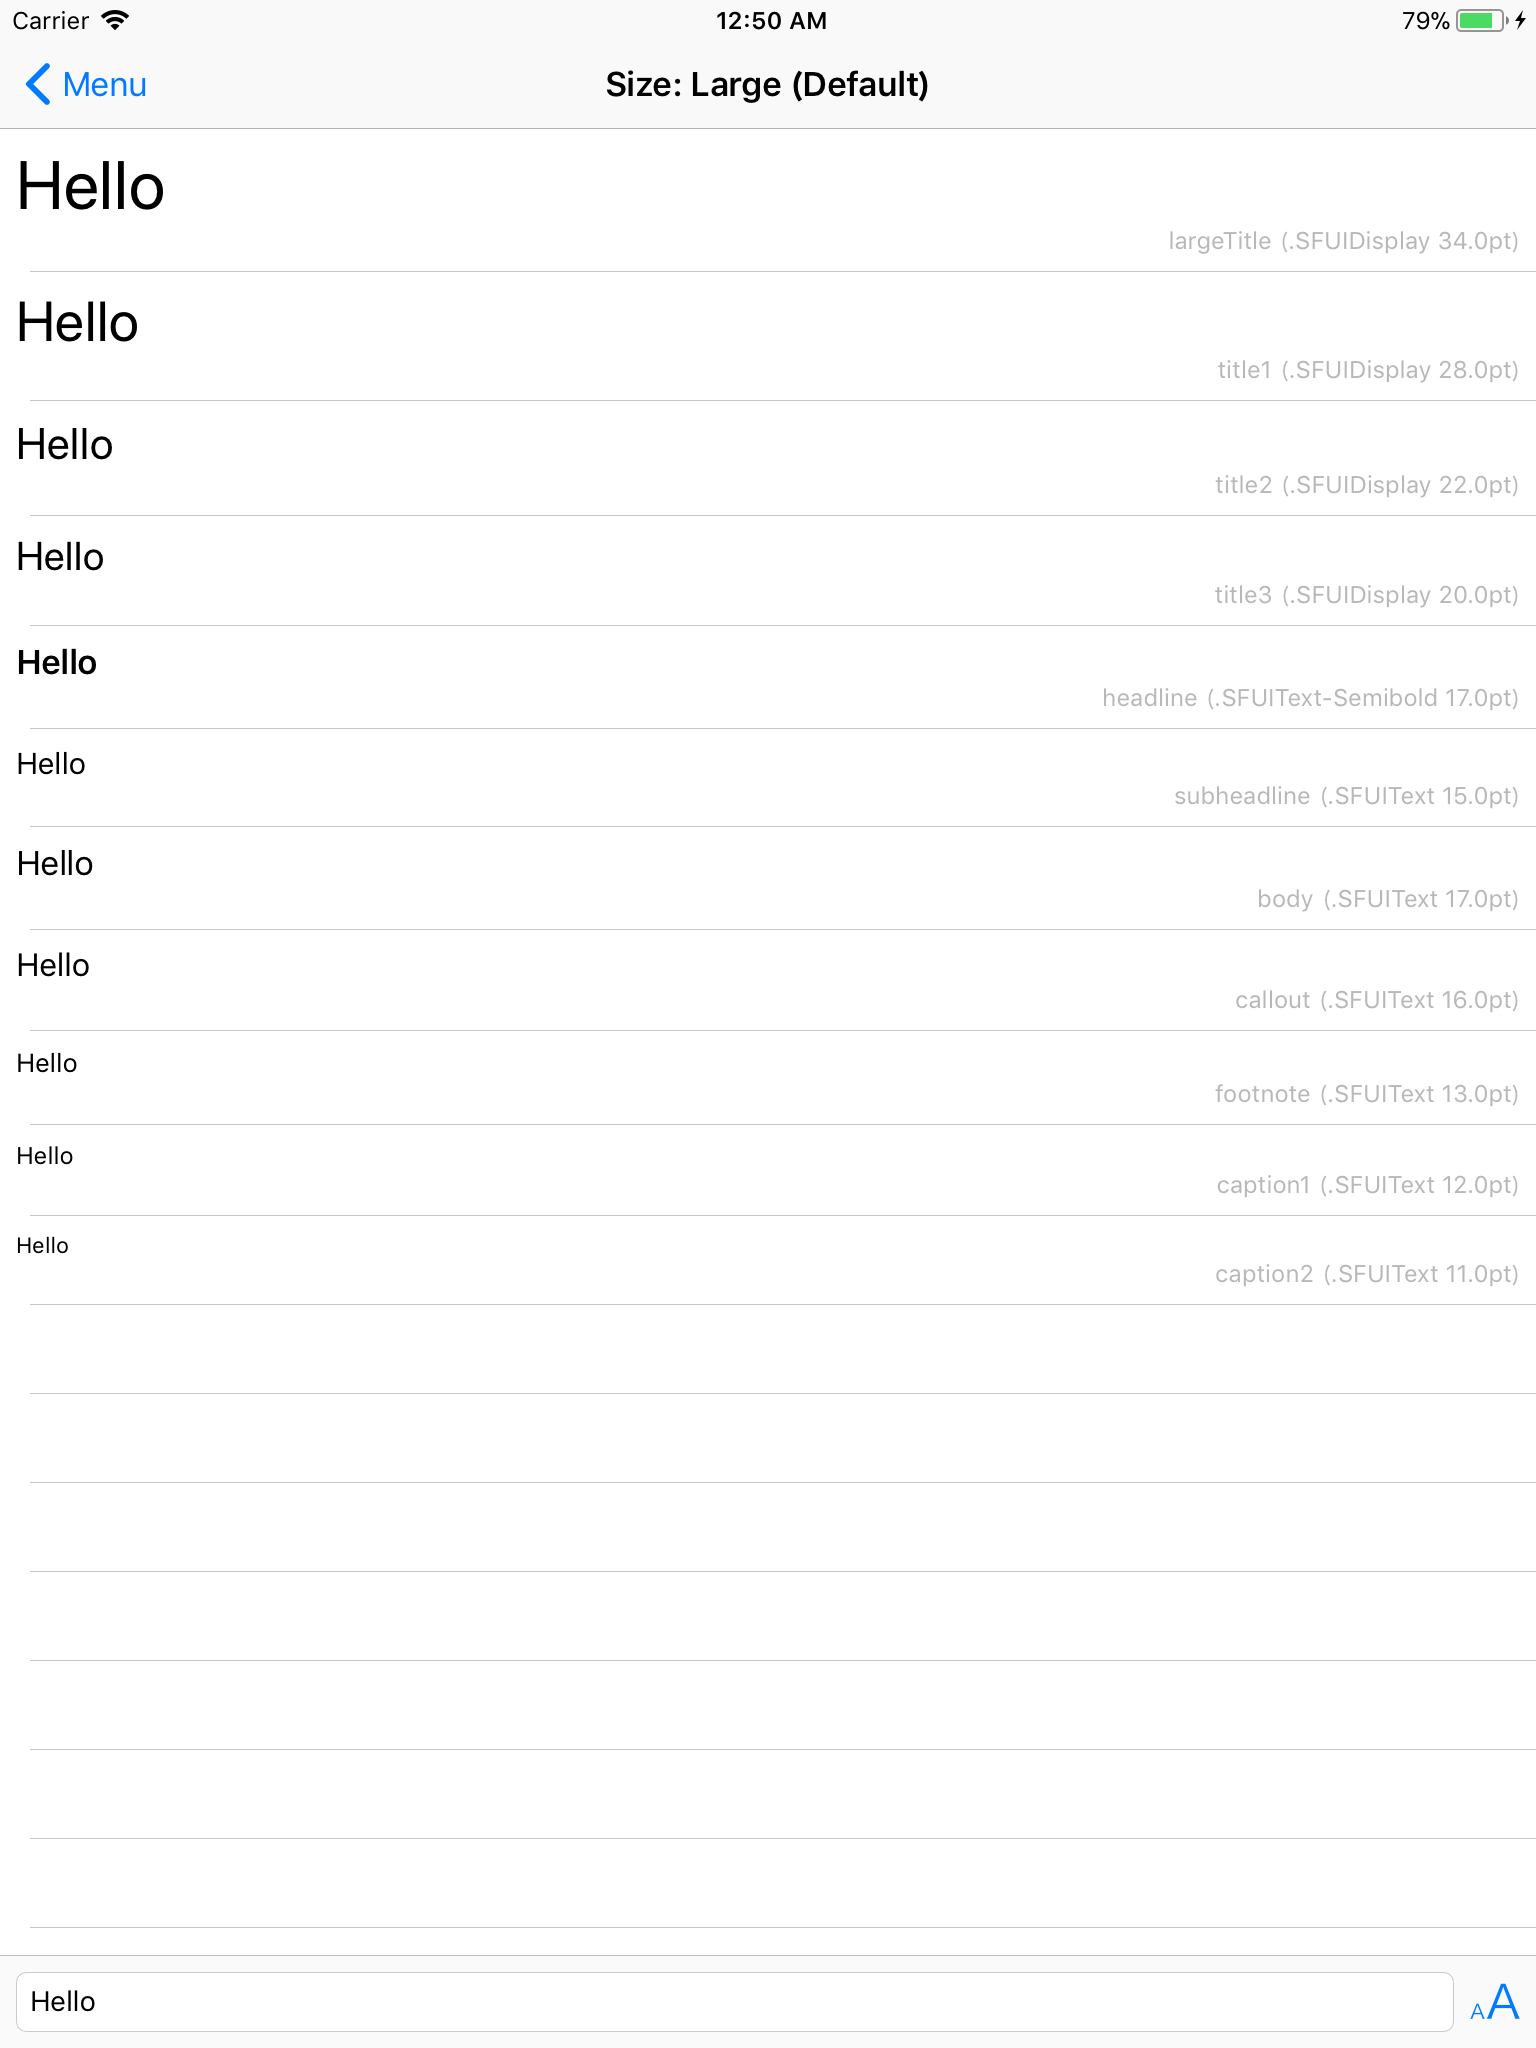 Carrier 12:50 AM 79%
Menu Size: Large (Default)
Hello
largeTitle (.SFUIDisplay 34.0pt)
Hello
title1 (.SFUIDisplay 28.0pt)
Hello
title2 (.SFUIDisplay 22.0pt)
Hello
title3 (.SFUIDisplay 20.0pt)
Hello
headline (.SFUIText-Semibold 17.0pt)
Hello
subheadline (.SFUIText 15.0pt)
Hello
body (.SFUIText 17.0pt)
Hello
callout (.SFUIText 16.0pt)
Hello
footnote (.SFUIText 13.0pt)
Hello
caption1 (.SFUIText 12.0pt)
Hello
caption2 (.SFUIText 11.0pt)
Hello AA